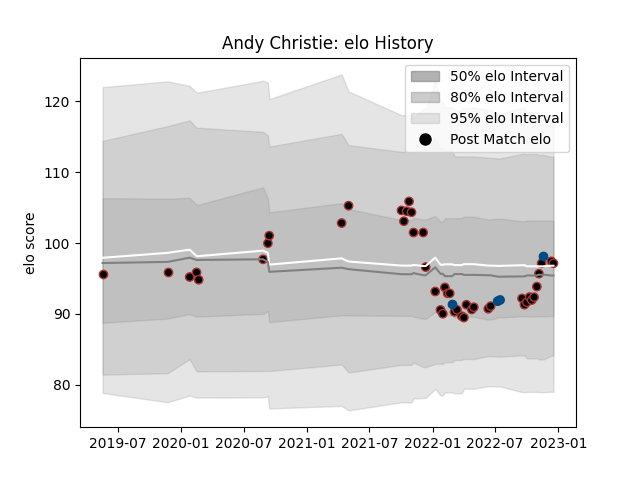 Andy Christie: elo History
50% elo Interval
80% elo Interval
95% elo Interval
Post Match elo
elo score
120
110
100
90
80
2019-07 2020-01 2020-07 2021-01 2021-07 2022-01 2022-07 2023-01